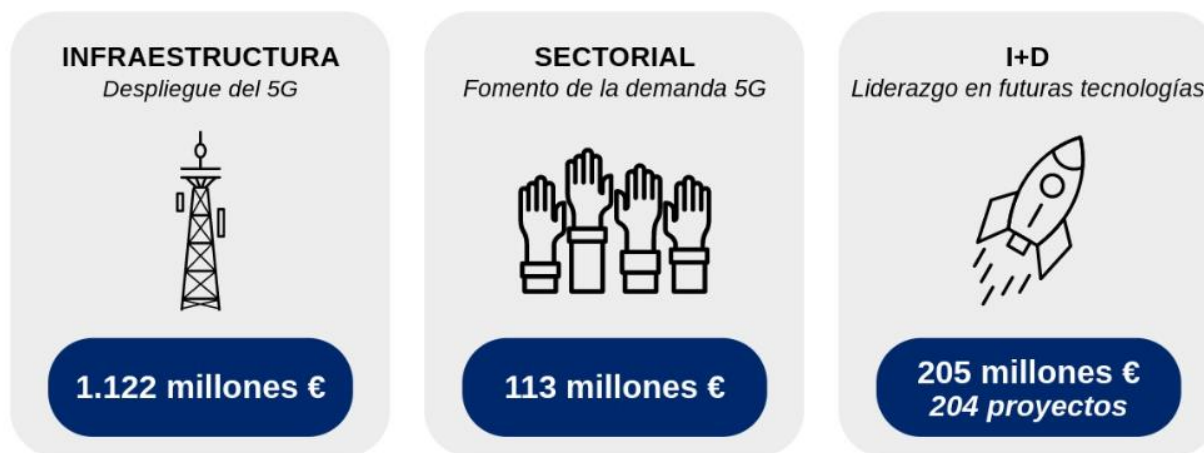 INFRAESTRUCTURA
Despliegue del 5G
1.122 millones €
SECTORIAL
Fomento de la demanda 5G
113 millones €
I+D
Liderazgo en futuras tecnologías
205 millones €
204 proyectos